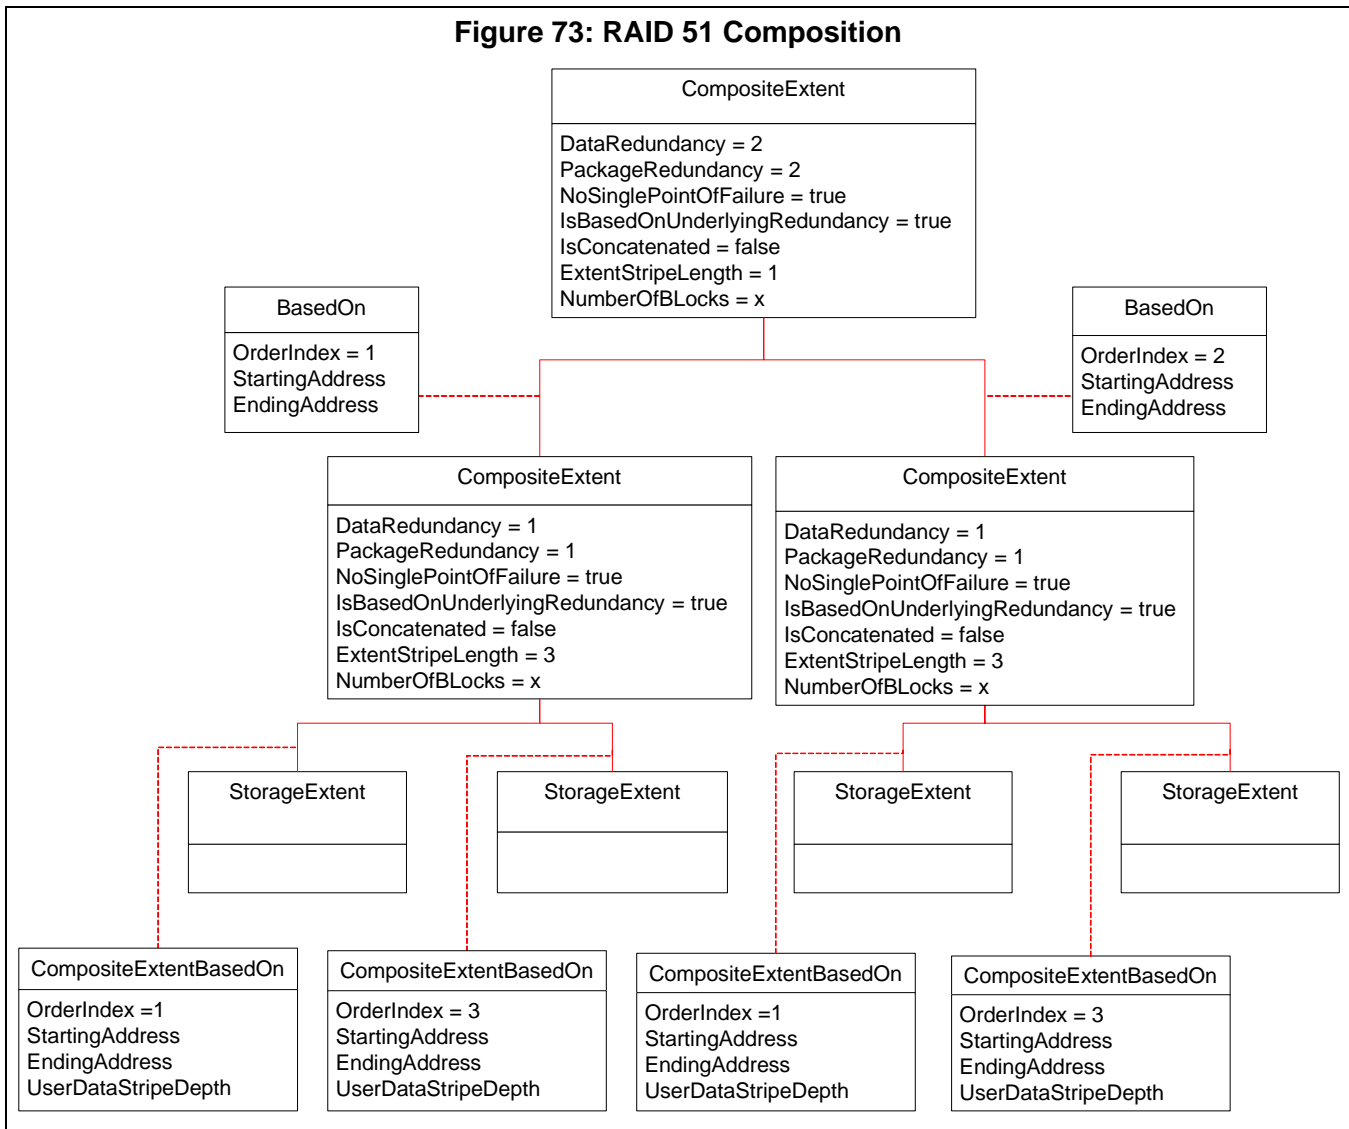 Figure 73: RAID 51 Composition
CompositeExtent
DataRedundancy = 2
PackageRedundancy = 2
NoSinglePointOfFailure = true
IsBasedOnUnderlyingRedundancy = true
IsConcatenated = false
ExtentStripeLength = 1
NumberOfBLocks = x
BasedOn
OrderIndex = 1
StartingAddress
EndingAddress
BasedOn
OrderIndex = 2
StartingAddress
EndingAddress
CompositeExtent
DataRedundancy = 1
PackageRedundancy = 1
NoSinglePointOfFailure = true
IsBasedOnUnderlyingRedundancy = true
IsConcatenated = false
ExtentStripeLength = 3
NumberOfBLocks = x
CompositeExtent
DataRedundancy = 1
PackageRedundancy = 1
NoSinglePointOfFailure = true
IsBasedOnUnderlyingRedundancy = true
IsConcatenated = false
ExtentStripeLength = 3
NumberOfBLocks = x
StorageExtent
StorageExtent
StorageExtent
StorageExtent
CompositeExtentBasedOn
OrderIndex =1
StartingAddress
EndingAddress
UserDataStripeDepth
CompositeExtentBasedOn
OrderIndex = 3
StartingAddress
EndingAddress
UserDataStripeDepth
CompositeExtentBasedOn
OrderIndex =1
StartingAddress
EndingAddress
UserDataStripeDepth
CompositeExtentBasedOn
OrderIndex = 3
StartingAddress
EndingAddress
UserDataStripeDepth